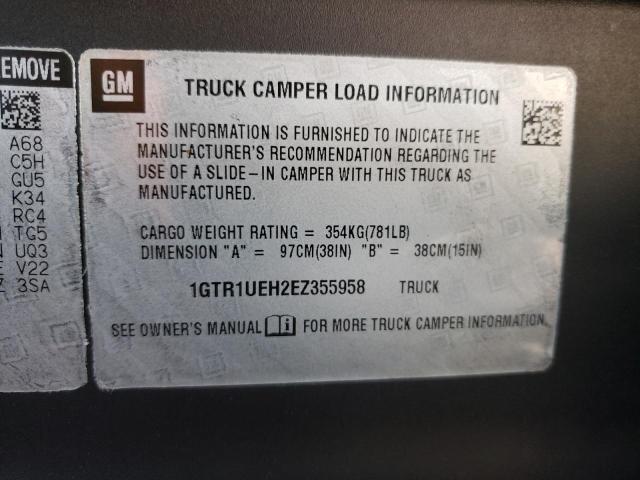 REMOVE
A68
C5H
GU5
K34
RC4
TG5
UQ3
V22
3SA
GM
TRUCK CAMPER LOAD INFORMATION
THIS INFORMATION IS FURNISHED TO INDICATE THE
MANUFACTURER'S RECOMMENDATION REGARDING THE
USE OF A SLIDE-IN CAMPER WITH THIS TRUCK AS
MANUFACTURED.
CARGO WEIGHT RATING = 354KG(781LB)
DIMENSION "A" = 97CM(38IN) "B" = 38CM(15IN)
1GTR1UEH2EZ355958 TRUCK
SEE OWNER'S MANUAL FOR MORE TRUCK CAMPER INFORMATION.